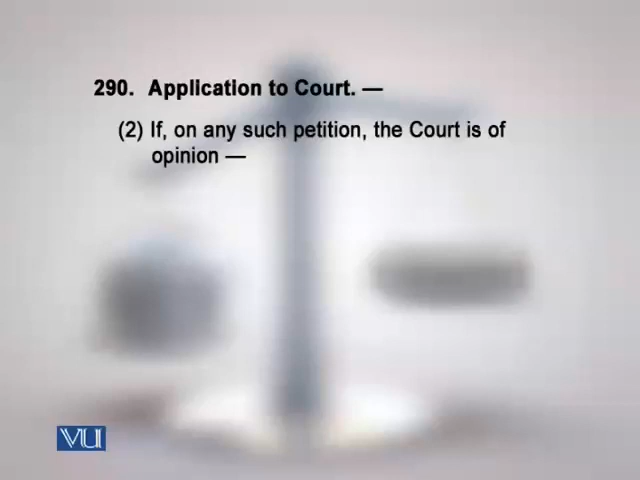 290. Application to Court. —
(2) If, on any such petition, the Court is of
opinion —
VU